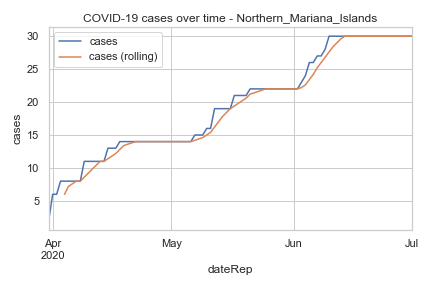 COVID-19 cases over time - Northern_Mariana_Islands
cases
cases (rolling)
30
25
20
15
10
5
cases
Apr
2020
May
Jun
Jul
dateRep